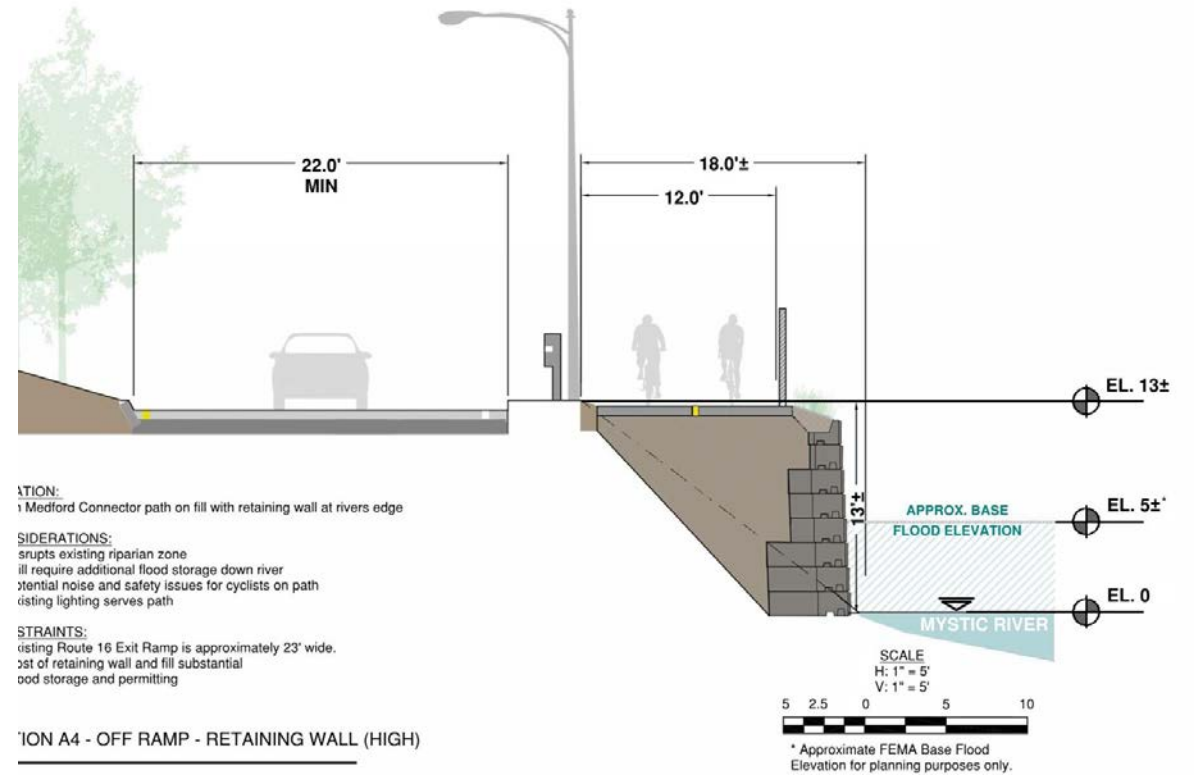 22.0'
MIN
18.0'±
12.0'
EL. 13±
13'±
APPROX. BASE
FLOOD ELEVATION
EL. 5±*
EL. 0
MYSTIC RIVER
ATION:
Medford Connector path on fill with retaining wall at rivers edge
SIDERATIONS:
srupts existing riparian zone
ill require additional flood storage down river
otential noise and safety issues for cyclists on path
xisting lighting serves path
STRAINTS:
xisting Route 16 Exit Ramp is approximately 23' wide.
ost of retaining wall and fill substantial
ood storage and permitting
SCALE
H: 1" = 5'
V: 1" = 5'
5 2.5 0 5 10
* Approximate FEMA Base Flood
Elevation for planning purposes only.
ION A4 - OFF RAMP - RETAINING WALL (HIGH)